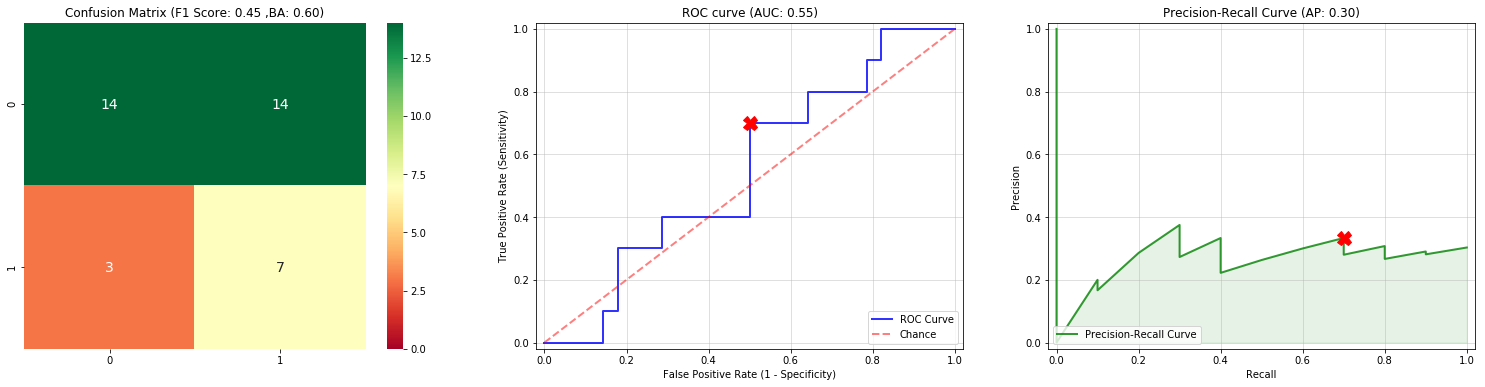 Confusion Matrix (F1 Score: 0.45 ,BA: 0.60)
14 14
3 7
0
1
0 1
12.5
10.0
7.5
5.0
2.5
0.0
ROC curve (AUC: 0.55)
True Positive Rate (Sensitivity)
1.0
0.8
0.6
0.4
0.2
0.0
0.0 0.2 0.4 0.6 0.8 1.0
False Positive Rate (1 - Specificity)
ROC Curve
Chance
Precision-Recall Curve (AP: 0.30)
Precision
1.0
0.8
0.6
0.4
0.2
0.0
0.0 0.2 0.4 0.6 0.8 1.0
Recall
Precision-Recall Curve